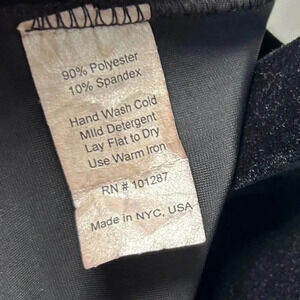 90% Polyester
10% Spandex
Hand Wash Cold
Mild Detergent
Lay Flat to Dry
Use Warm Iron
RN # 101287
Made in NYC, USA